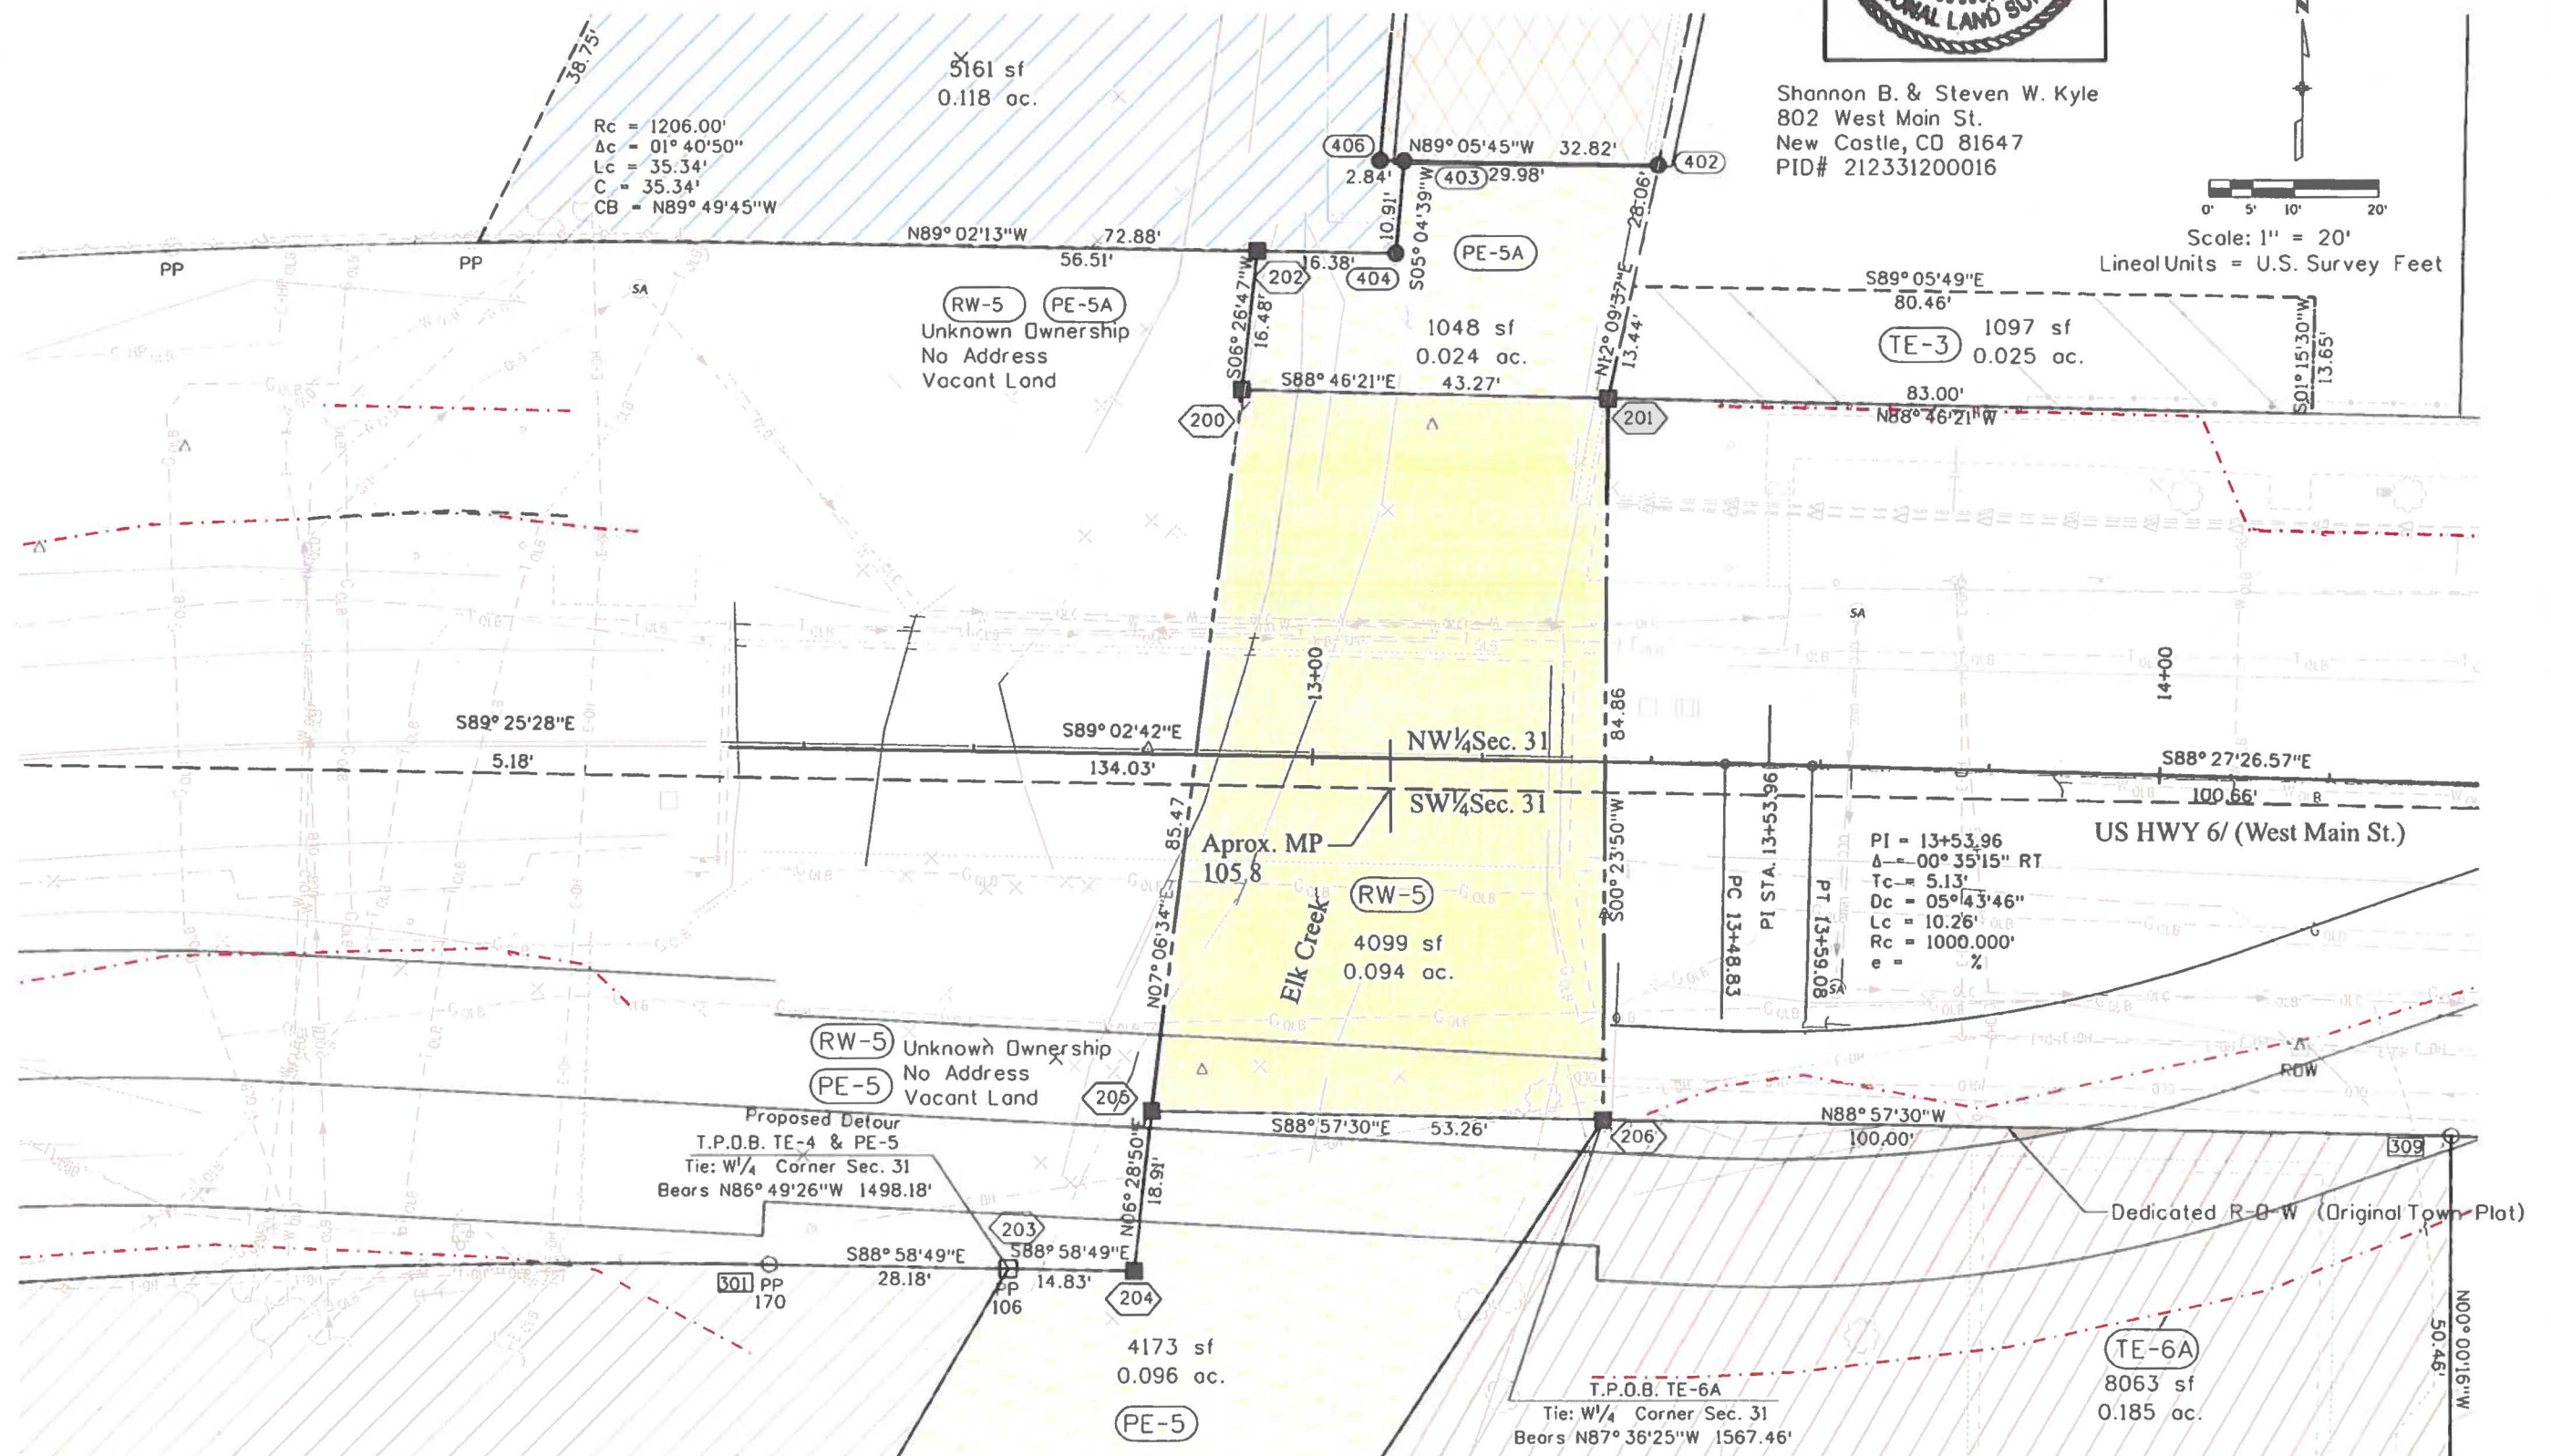 ONAL LAND SU
N
38.75'
5161 sf
0.118 ac.
Rc = 1206.00'
Δc = 01° 40'50"
Lc = 35.34'
C = 35.34'
CB = N89° 49'45"W
Shannon B. & Steven W. Kyle
802 West Main St.
New Castle, CO 81647
PID# 212331200016
0' 5' 10' 20'
Scale: 1" = 20'
Lineal Units = U.S. Survey Feet
406
N89° 05'45"W 32.82'
402
2.84'
403
29.98'
10.91'
S05° 04'39"W
28.06'
N89° 02'13"W 72.88'
56.51'
16.38'
202
404
PE-5A
PP
PP
SA
S06° 26'47"W
16.48'
N12° 09'37"E
13.44'
S89° 05'49"E
80.46'
RW-5
PE-5A
Unknown Ownership
No Address
Vacant Land
1048 sf
0.024 ac.
TE-3
1097 sf
0.025 ac.
S01° 15'30"W
13.65'
S88° 46'21"E 43.27'
83.00'
N88° 46'21"W
200
201
SA
13+00
14+00
84.86
S89° 25'28"E
5.18'
S89° 02'42"E
134.03'
NW¼Sec. 31
SW¼Sec. 31
S88° 27'26.57"E
100.66'
US HWY 6/ (West Main St.)
85.47
N07° 06'34"E
Aprox. MP
105.8
S00° 23'50"W
RW-5
Elk Creek
4099 sf
0.094 ac.
PC 13+48.83
PI STA. 13+53.96
PT 13+59.08
SA
PI = 13+53.96
Δ = 00° 35'15" RT
Tc = 5.13'
Dc = 05° 43'46"
Lc = 10.26'
Rc = 1000.000'
e = %
RW-5
PE-5
Unknown Ownership
No Address
Vacant Land
205
ROW
Proposed Detour
T.P.O.B. TE-4 & PE-5
Tie: W¼ Corner Sec. 31
Bears N86° 49'26"W 1498.18'
S88° 57'30"E 53.26'
206
N88° 57'30"W
100.00'
309
N06° 28'50"E
18.91'
Dedicated R-O-W (Original Town Plat)
203
S88° 58'49"E
28.18'
S88° 58'49"E
14.83'
301 PP
170
PP
106
204
4173 sf
0.096 ac.
PE-5
T.P.O.B. TE-6A
Tie: W¼ Corner Sec. 31
Bears N87° 36'25"W 1567.46'
TE-6A
8063 sf
0.185 ac.
N00° 00'16"W
50.46'